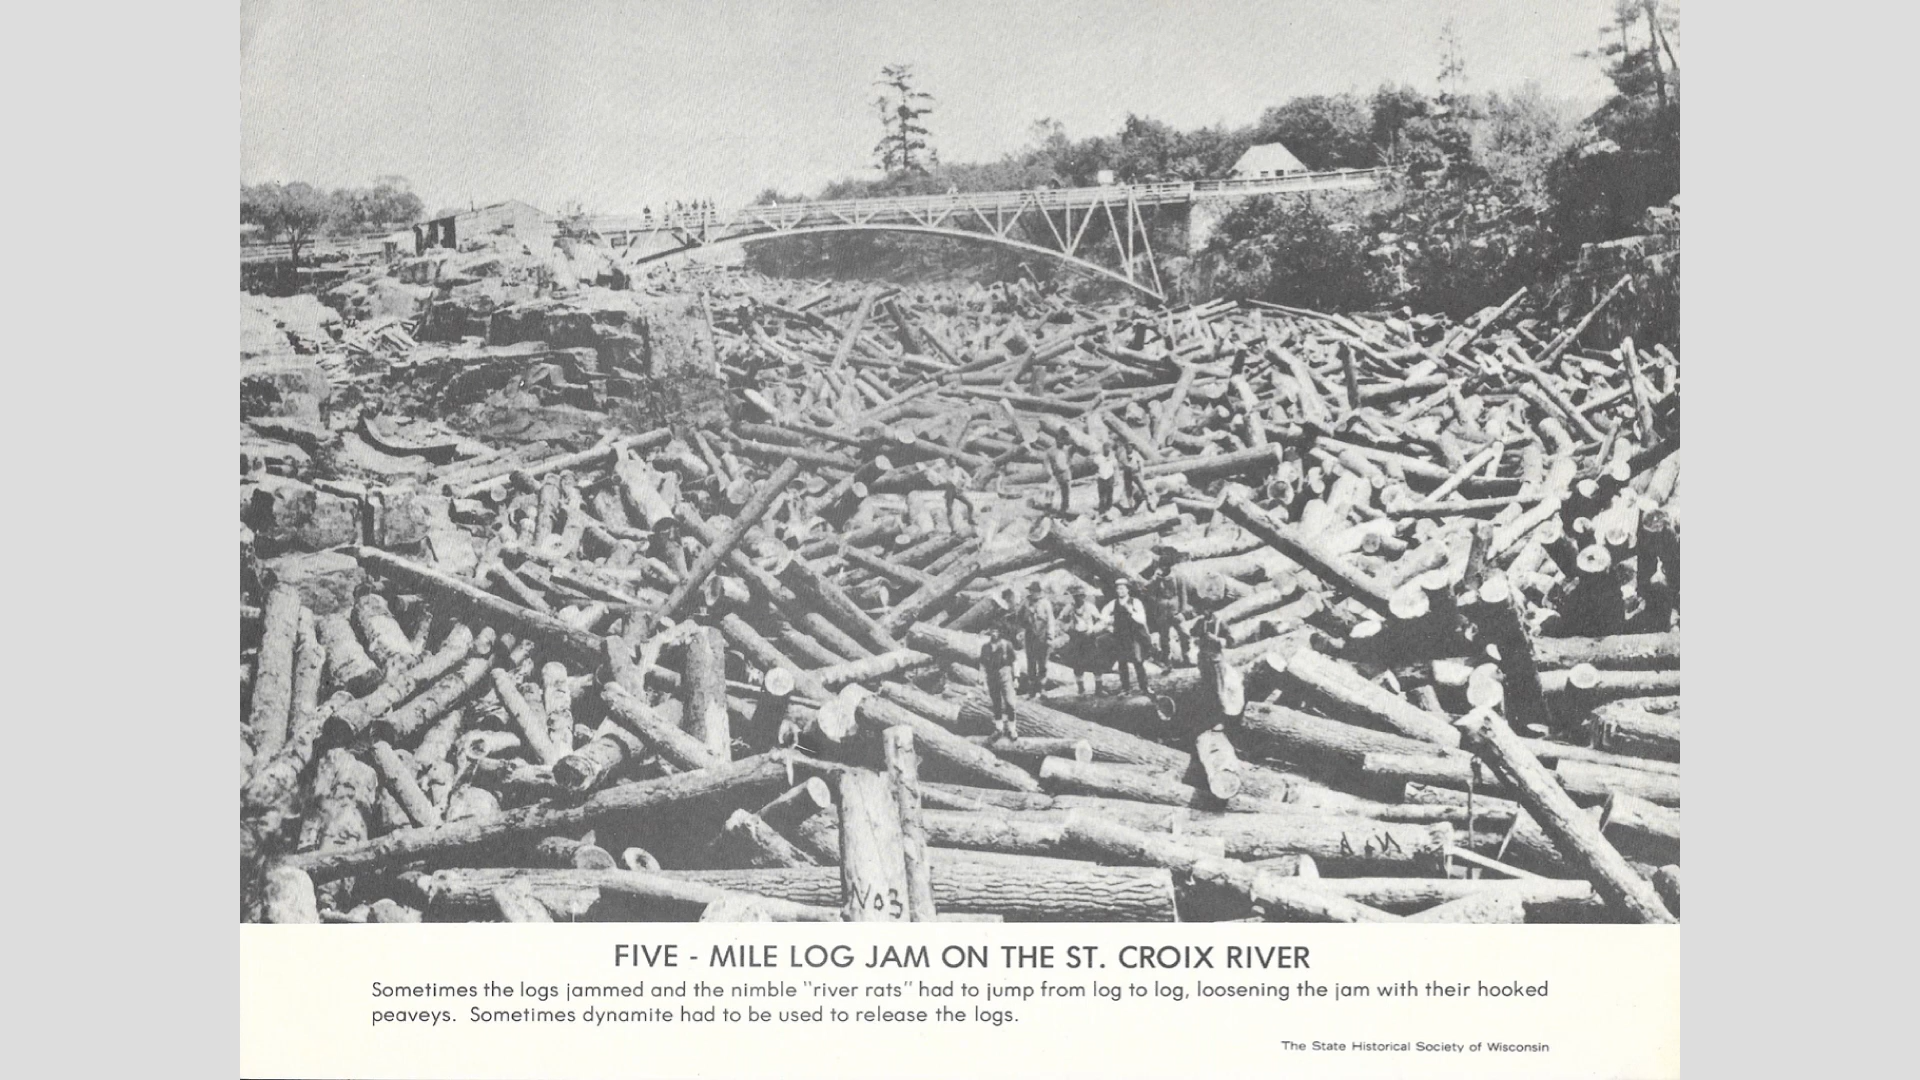 No3
FIVE - MILE LOG JAM ON THE ST. CROIX RIVER
Sometimes the logs jammed and the nimble "river rats" had to jump from log to log, loosening the jam with their hooked
peaveys. Sometimes dynamite had to be used to release the logs.
The State Historical Society of Wisconsin